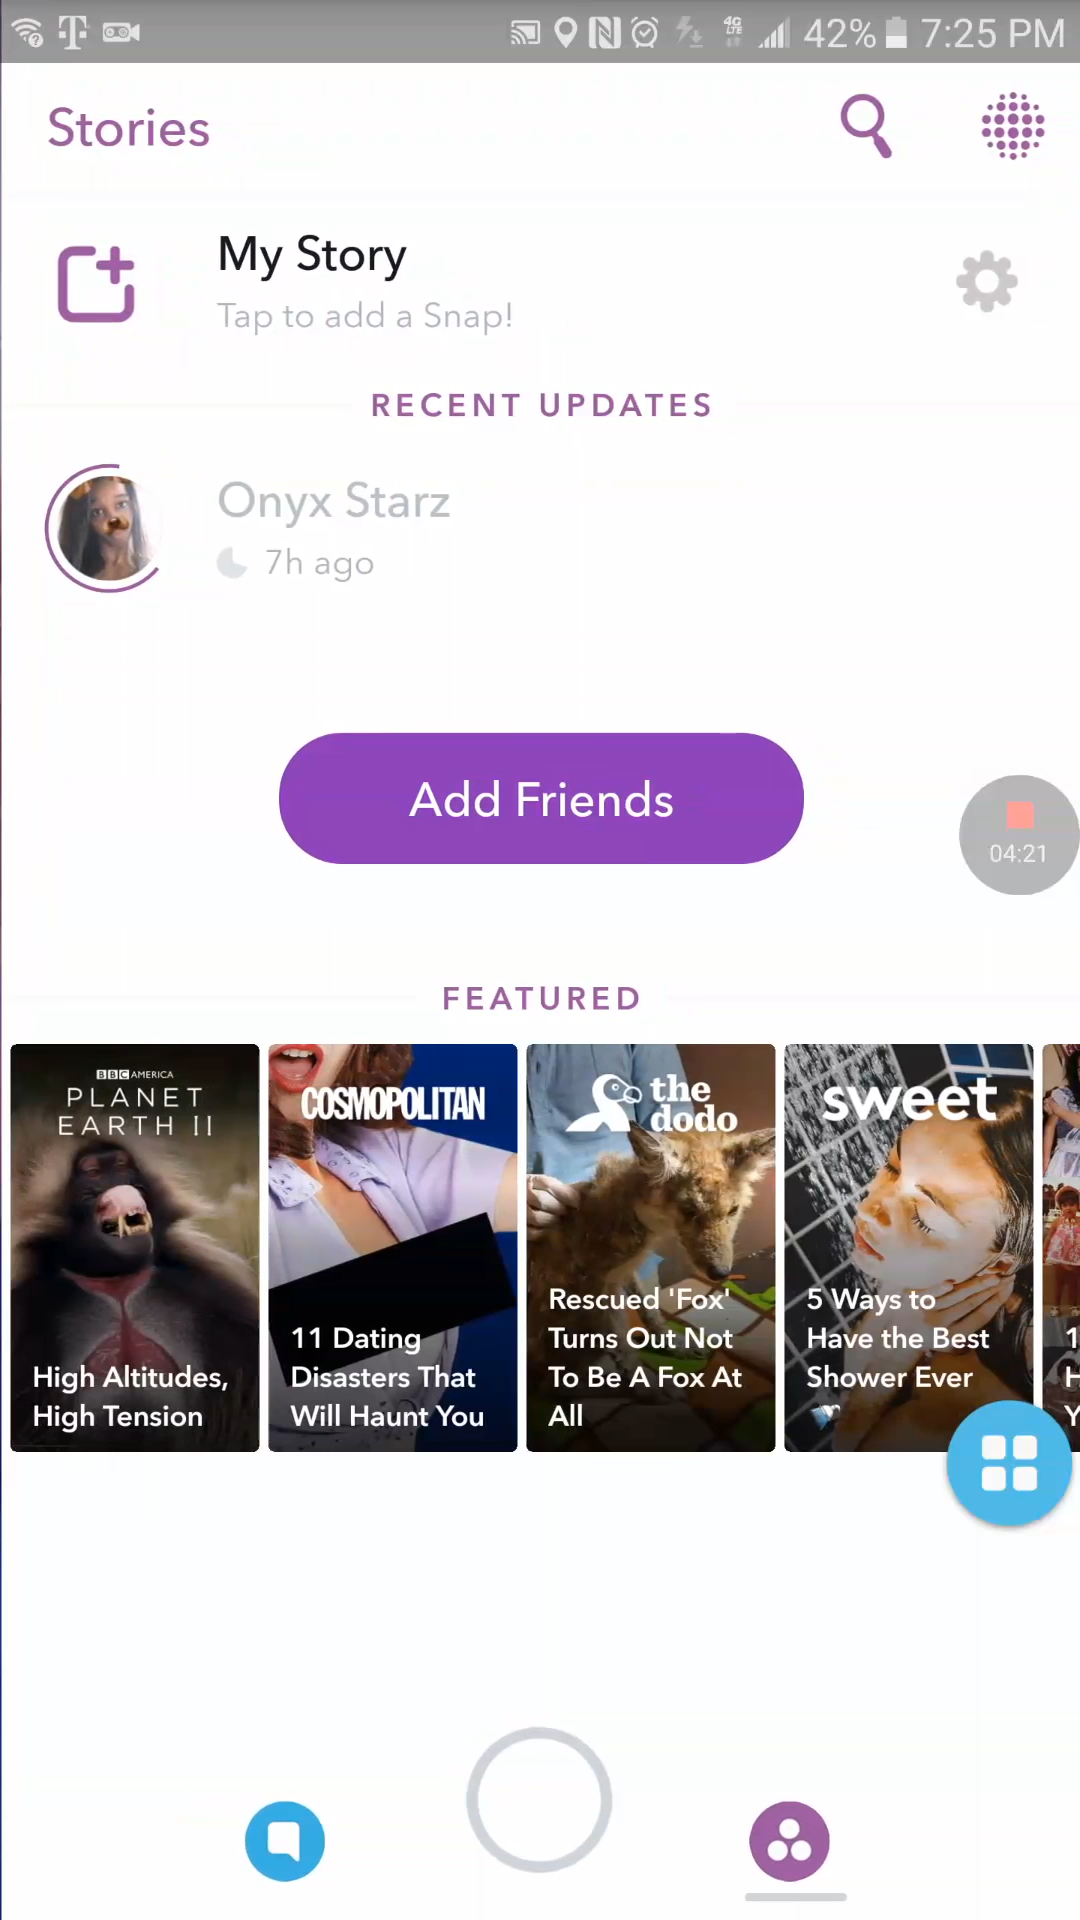 4G LTE 42% 7:25 PM
Stories
My Story
Tap to add a Snap!
RECENT UPDATES
Onyx Starz
7h ago
Add Friends
04:21
FEATURED
BBC AMERICA
PLANET
EARTH II
High Altitudes,
High Tension
COSMOPOLITAN
11 Dating
Disasters That
Will Haunt You
the
dodo
Rescued 'Fox'
Turns Out Not
To Be A Fox At
All
sweet
5 Ways to
Have the Best
Shower Ever
1
H
Y